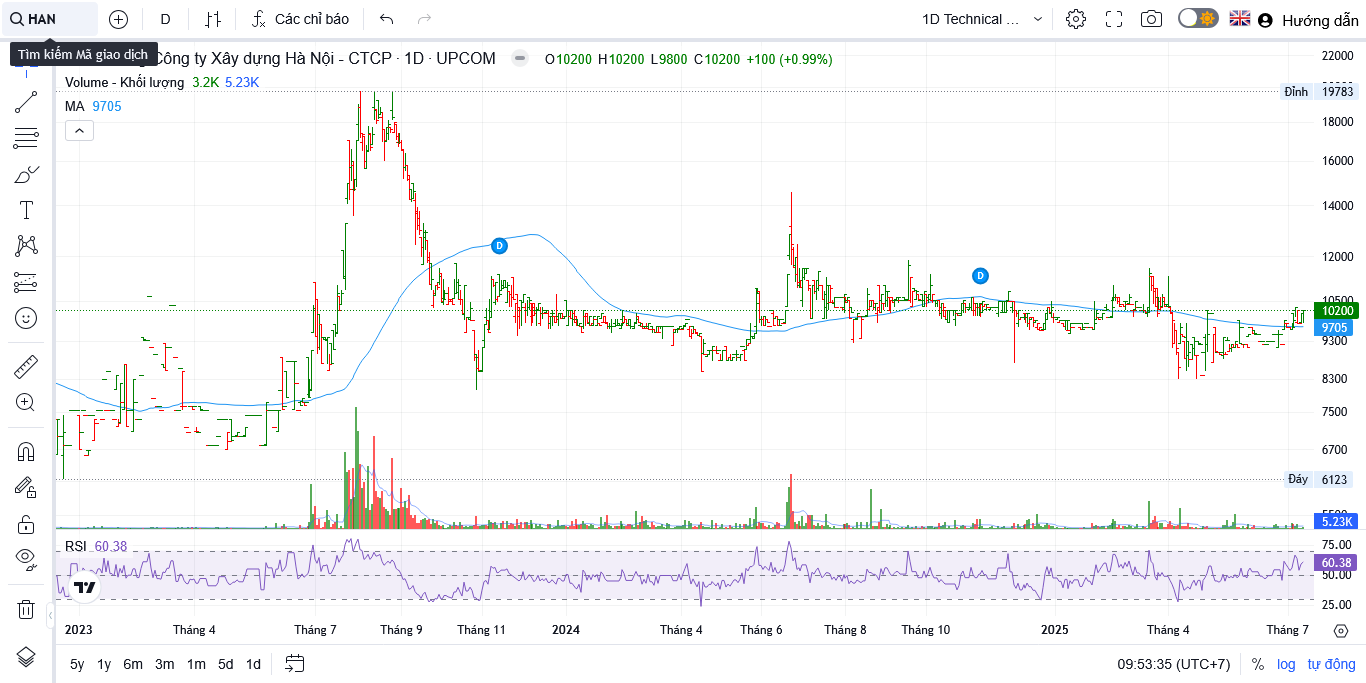 HAN
D
Các chỉ báo
1D Technical ...
Hướng dẫn
Tìm kiếm Mã giao dịch
Công ty Xây dựng Hà Nội - CTCP · 1D · UPCOM
O10200 H10200 L9800 C10200 +100 (+0.99%)
Volume - Khối lượng 3.2K 5.23K
MA 9705
22000
Đỉnh 19783
18000
16000
14000
12000
10500
10200
9705
9300
8300
7500
6700
Đáy 6123
5.23K
D
D
RSI 60.38
75.00
60.38
50.00
25.00
2023 Tháng 4 Tháng 7 Tháng 9 Tháng 11 2024 Tháng 4 Tháng 6 Tháng 8 Tháng 10 2025 Tháng 4 Tháng 7
5y 1y 6m 3m 1m 5d 1d
09:53:35 (UTC+7) % log tự động